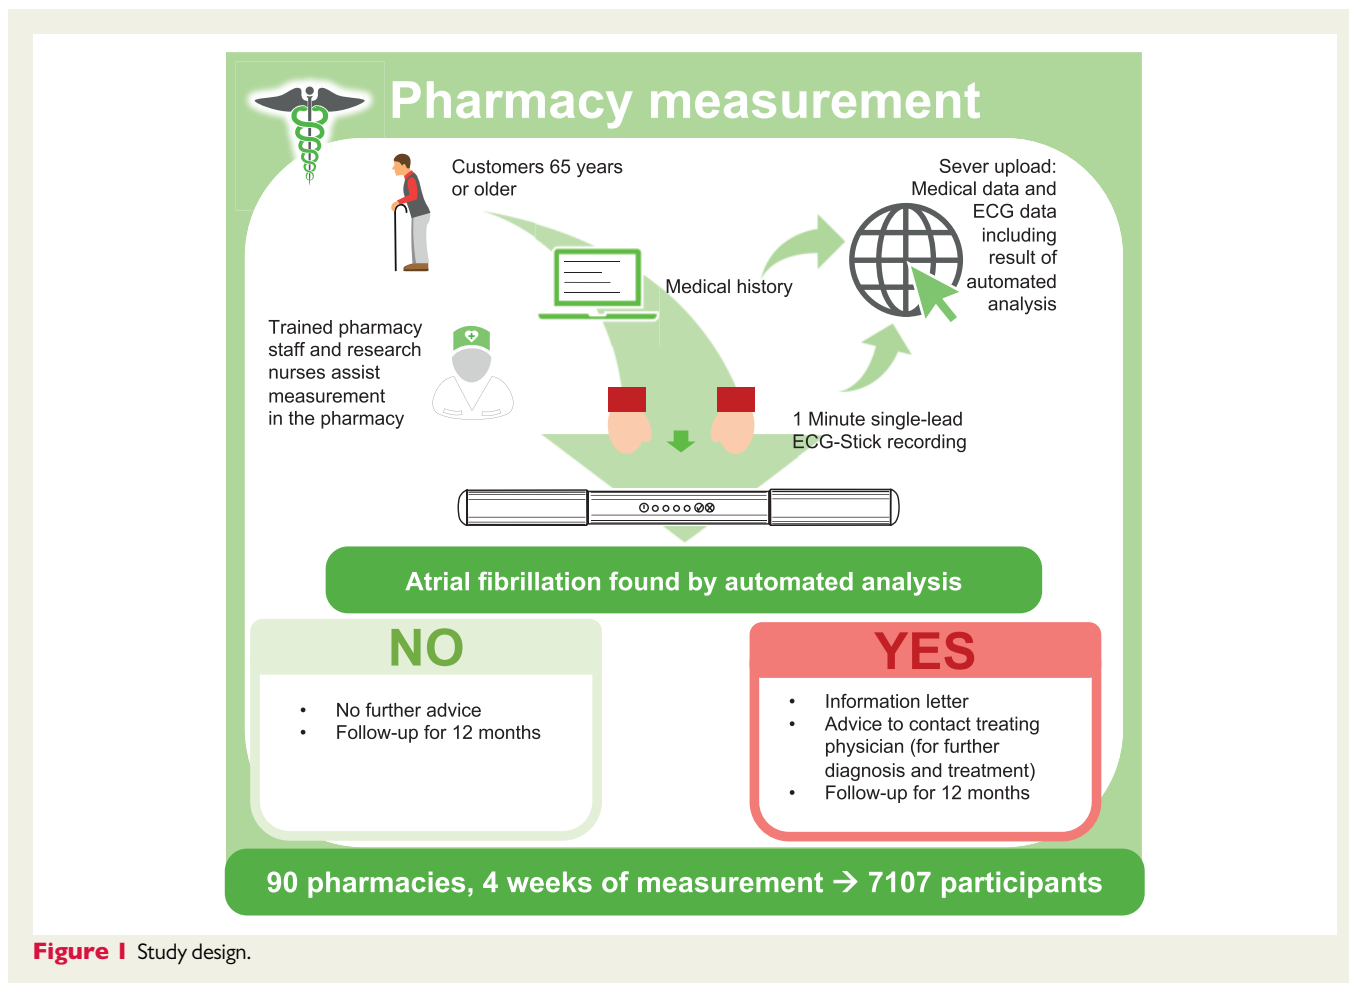 Pharmacy measurement
Customers 65 years
or older
Sever upload:
Medical data and
ECG data
including
result of
automated
analysis
Medical history
Trained pharmacy
staff and research
nurses assist
measurement
in the pharmacy
1 Minute single-lead
ECG-Stick recording
Atrial fibrillation found by automated analysis
NO
• No further advice
• Follow-up for 12 months
YES
• Information letter
• Advice to contact treating
physician (for further
diagnosis and treatment)
• Follow-up for 12 months
90 pharmacies, 4 weeks of measurement → 7107 participants
Figure 1 Study design.